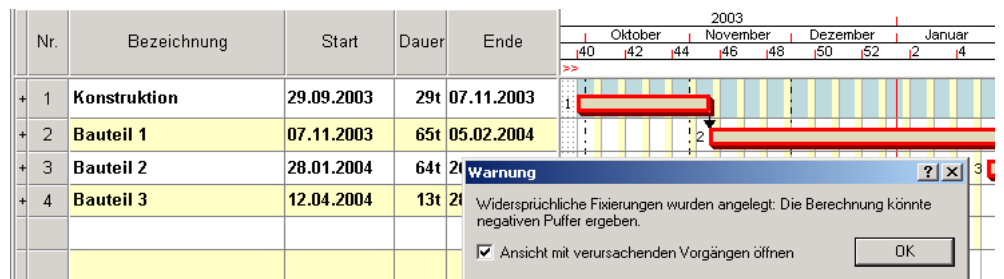 2003
Nr. Bezeichnung Start Dauer Ende Oktober November Dezember Januar
40 42 44 46 48 50 52 2 4
>>
+ 1 Konstruktion 29.09.2003 29t 07.11.2003 1
+ 2 Bauteil 1 07.11.2003 65t 05.02.2004 2
+ 3 Bauteil 2 28.01.2004 64t 3
+ 4 Bauteil 3 12.04.2004 13t
Warnung
Widersprüchliche Fixierungen wurden angelegt: Die Berechnung könnte
negativen Puffer ergeben.
Ansicht mit verursachenden Vorgängen öffnen OK